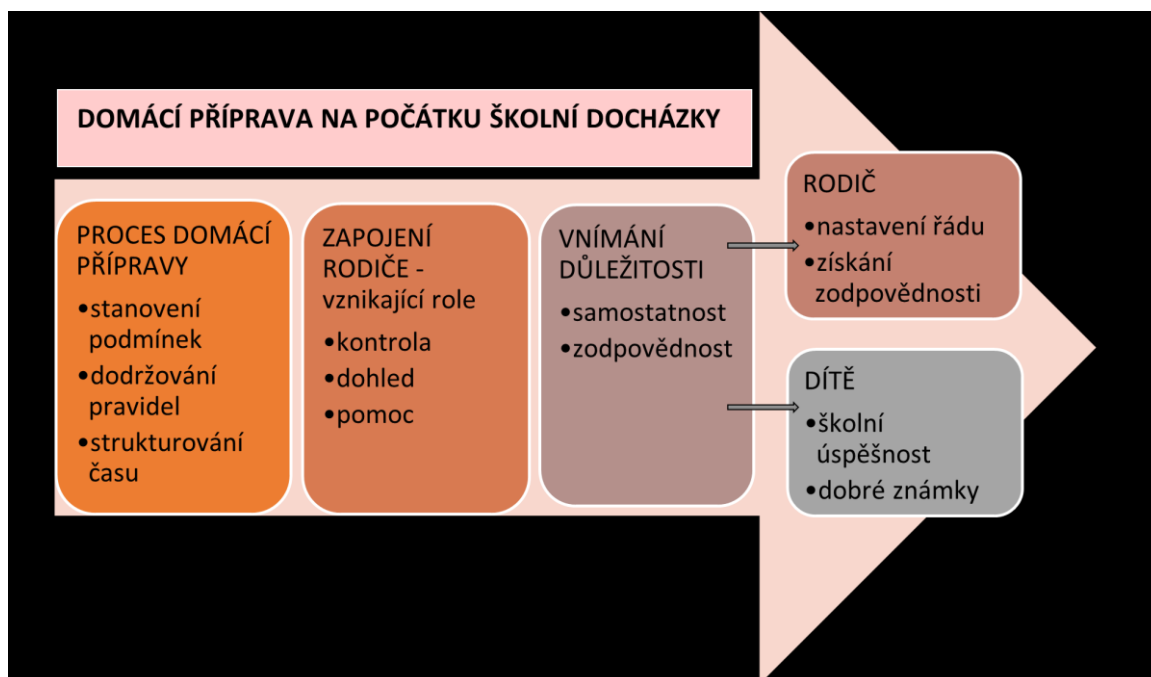 DOMÁCÍ PŘÍPRAVA NA POČÁTKU ŠKOLNÍ DOCHÁZKY
PROCES DOMÁCÍ
PŘÍPRAVY
•stanovení
podmínek
•dodržování
pravidel
•strukturování
času
ZAPOJENÍ
RODIČE -
vznikající role
•kontrola
•dohled
•pomoc
VNÍMÁNÍ
DŮLEŽITOSTI
•samostatnost
•zodpovědnost
RODIČ
•nastavení řádu
•získání
zodpovědnosti
DÍTĚ
•školní
úspěšnost
•dobré známky